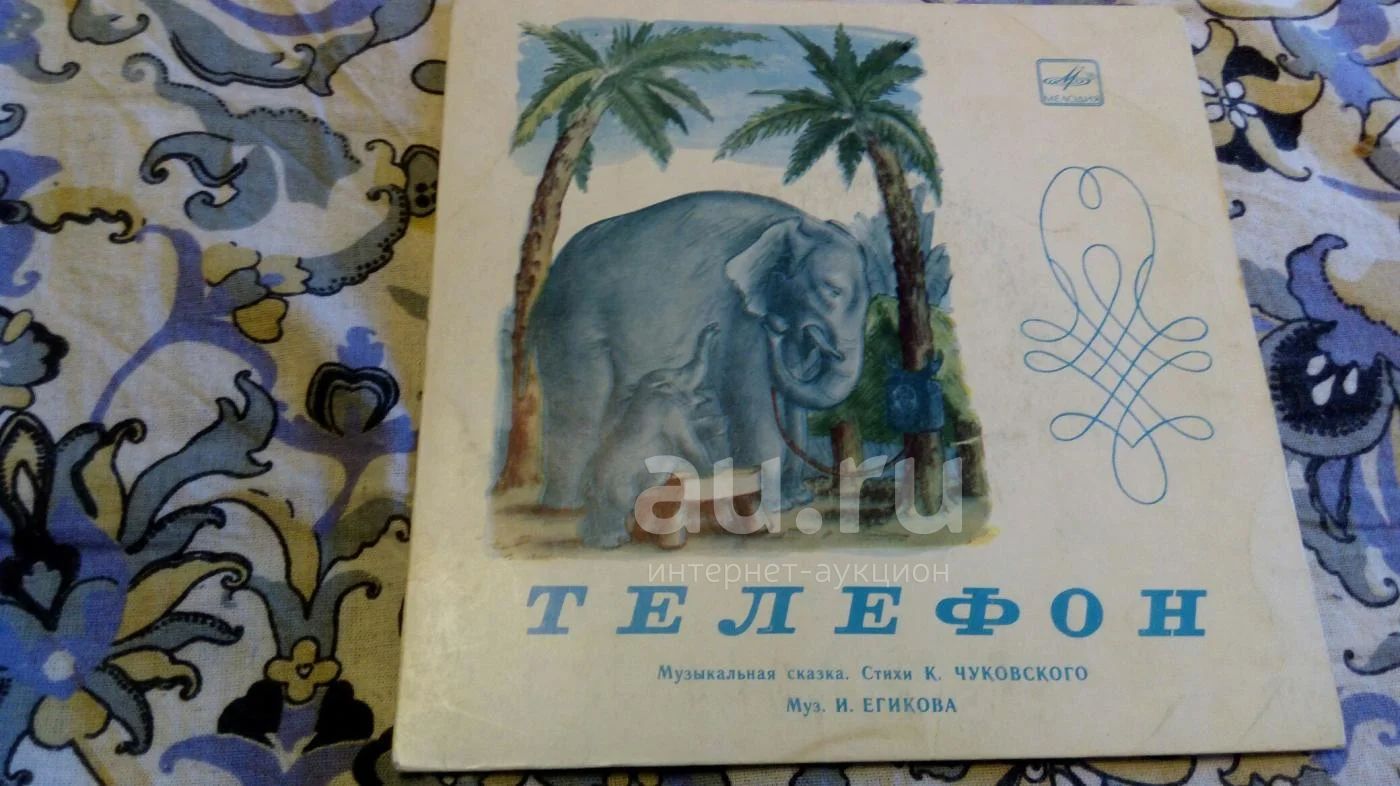 МЕЛОДИЯ
au.ru
интернет-аукцион
ТЕЛЕФОН
Музыкальная сказка. Стихи К. ЧУКОВСКОГО
Муз. И. ЕГИКОВА